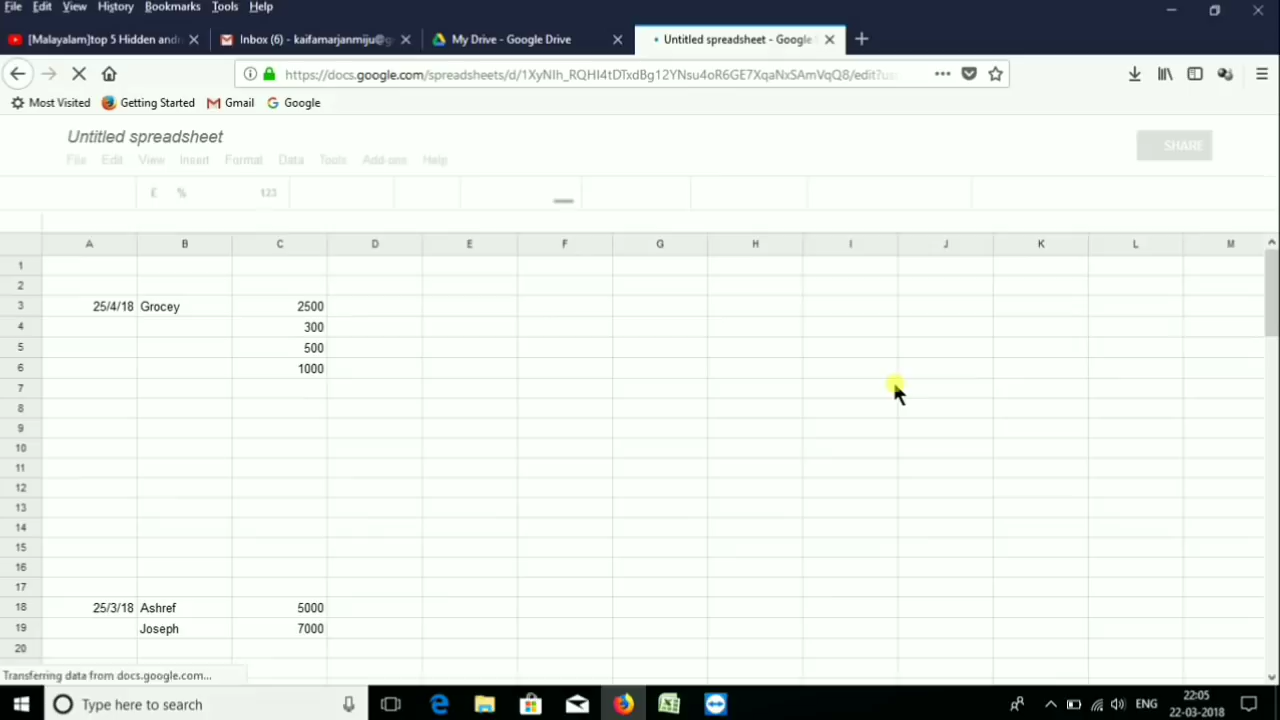 File Edit View History Bookmarks Tools Help
[Malayalam]top 5 Hidden and Inbox (6) - kaifamarjanmiju@g My Drive - Google Drive Untitled spreadsheet - Google
https://docs.google.com/spreadsheets/d/1XyNIh_RQHI4tDTxdBg12YNsu4oR6GE7XqaNxSAmVqQ8/edit?us
Most Visited Getting Started Gmail Google
Untitled spreadsheet
File Edit View Insert Format Data Tools Add-ons Help
SHARE
£ % 123
A B C D E F G H I J K L M
1
2
3 25/4/18 Grocey 2500
4 300
5 500
6 1000
7
8
9
10
11
12
13
14
15
16
17
18 25/3/18 Ashref 5000
19 Joseph 7000
20
Transferring data from docs.google.com...
Type here to search
ENG
22:05
22-03-2018